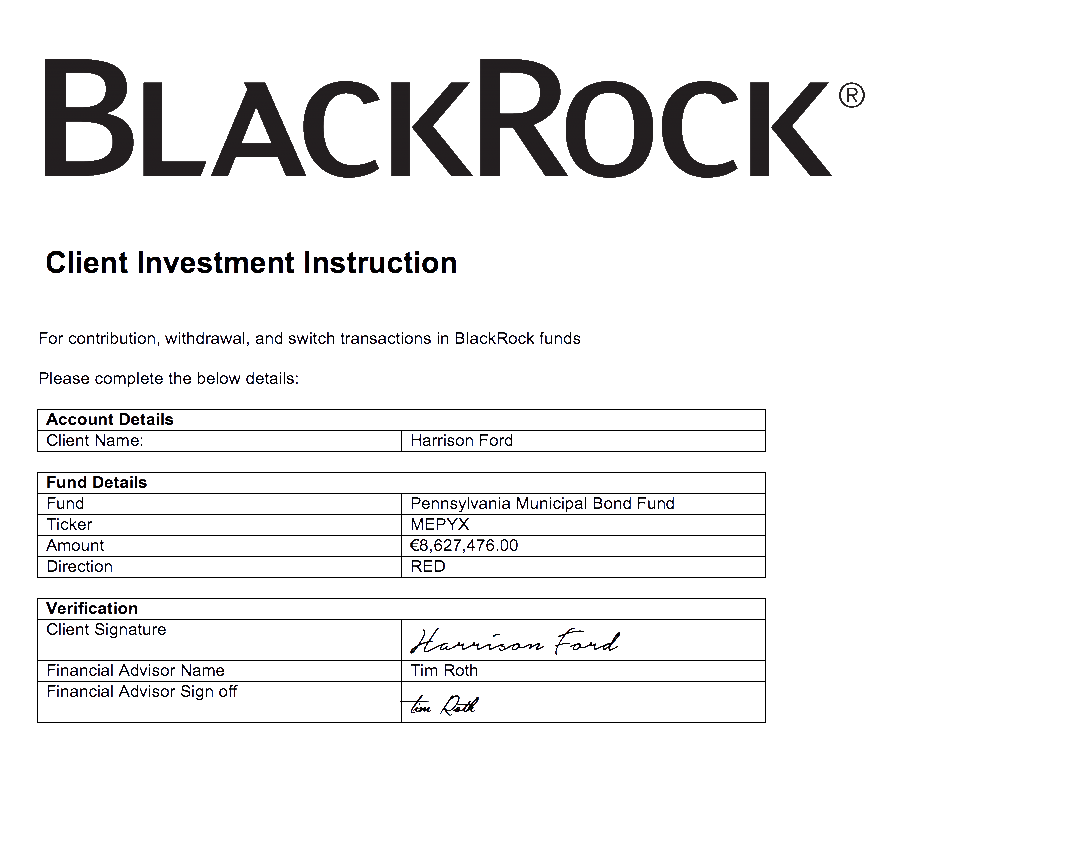 BLACKROCK®
Client Investment Instruction
For contribution, withdrawal, and switch transactions in BlackRock funds
Please complete the below details:
Account Details
Client Name: Harrison Ford
Fund Details
Fund Pennsylvania Municipal Bond Fund
Ticker MEPYX
Amount €8,627,476.00
Direction RED
Verification
Client Signature Harrison Ford
Financial Advisor Name Tim Roth
Financial Advisor Sign off Tim Roth